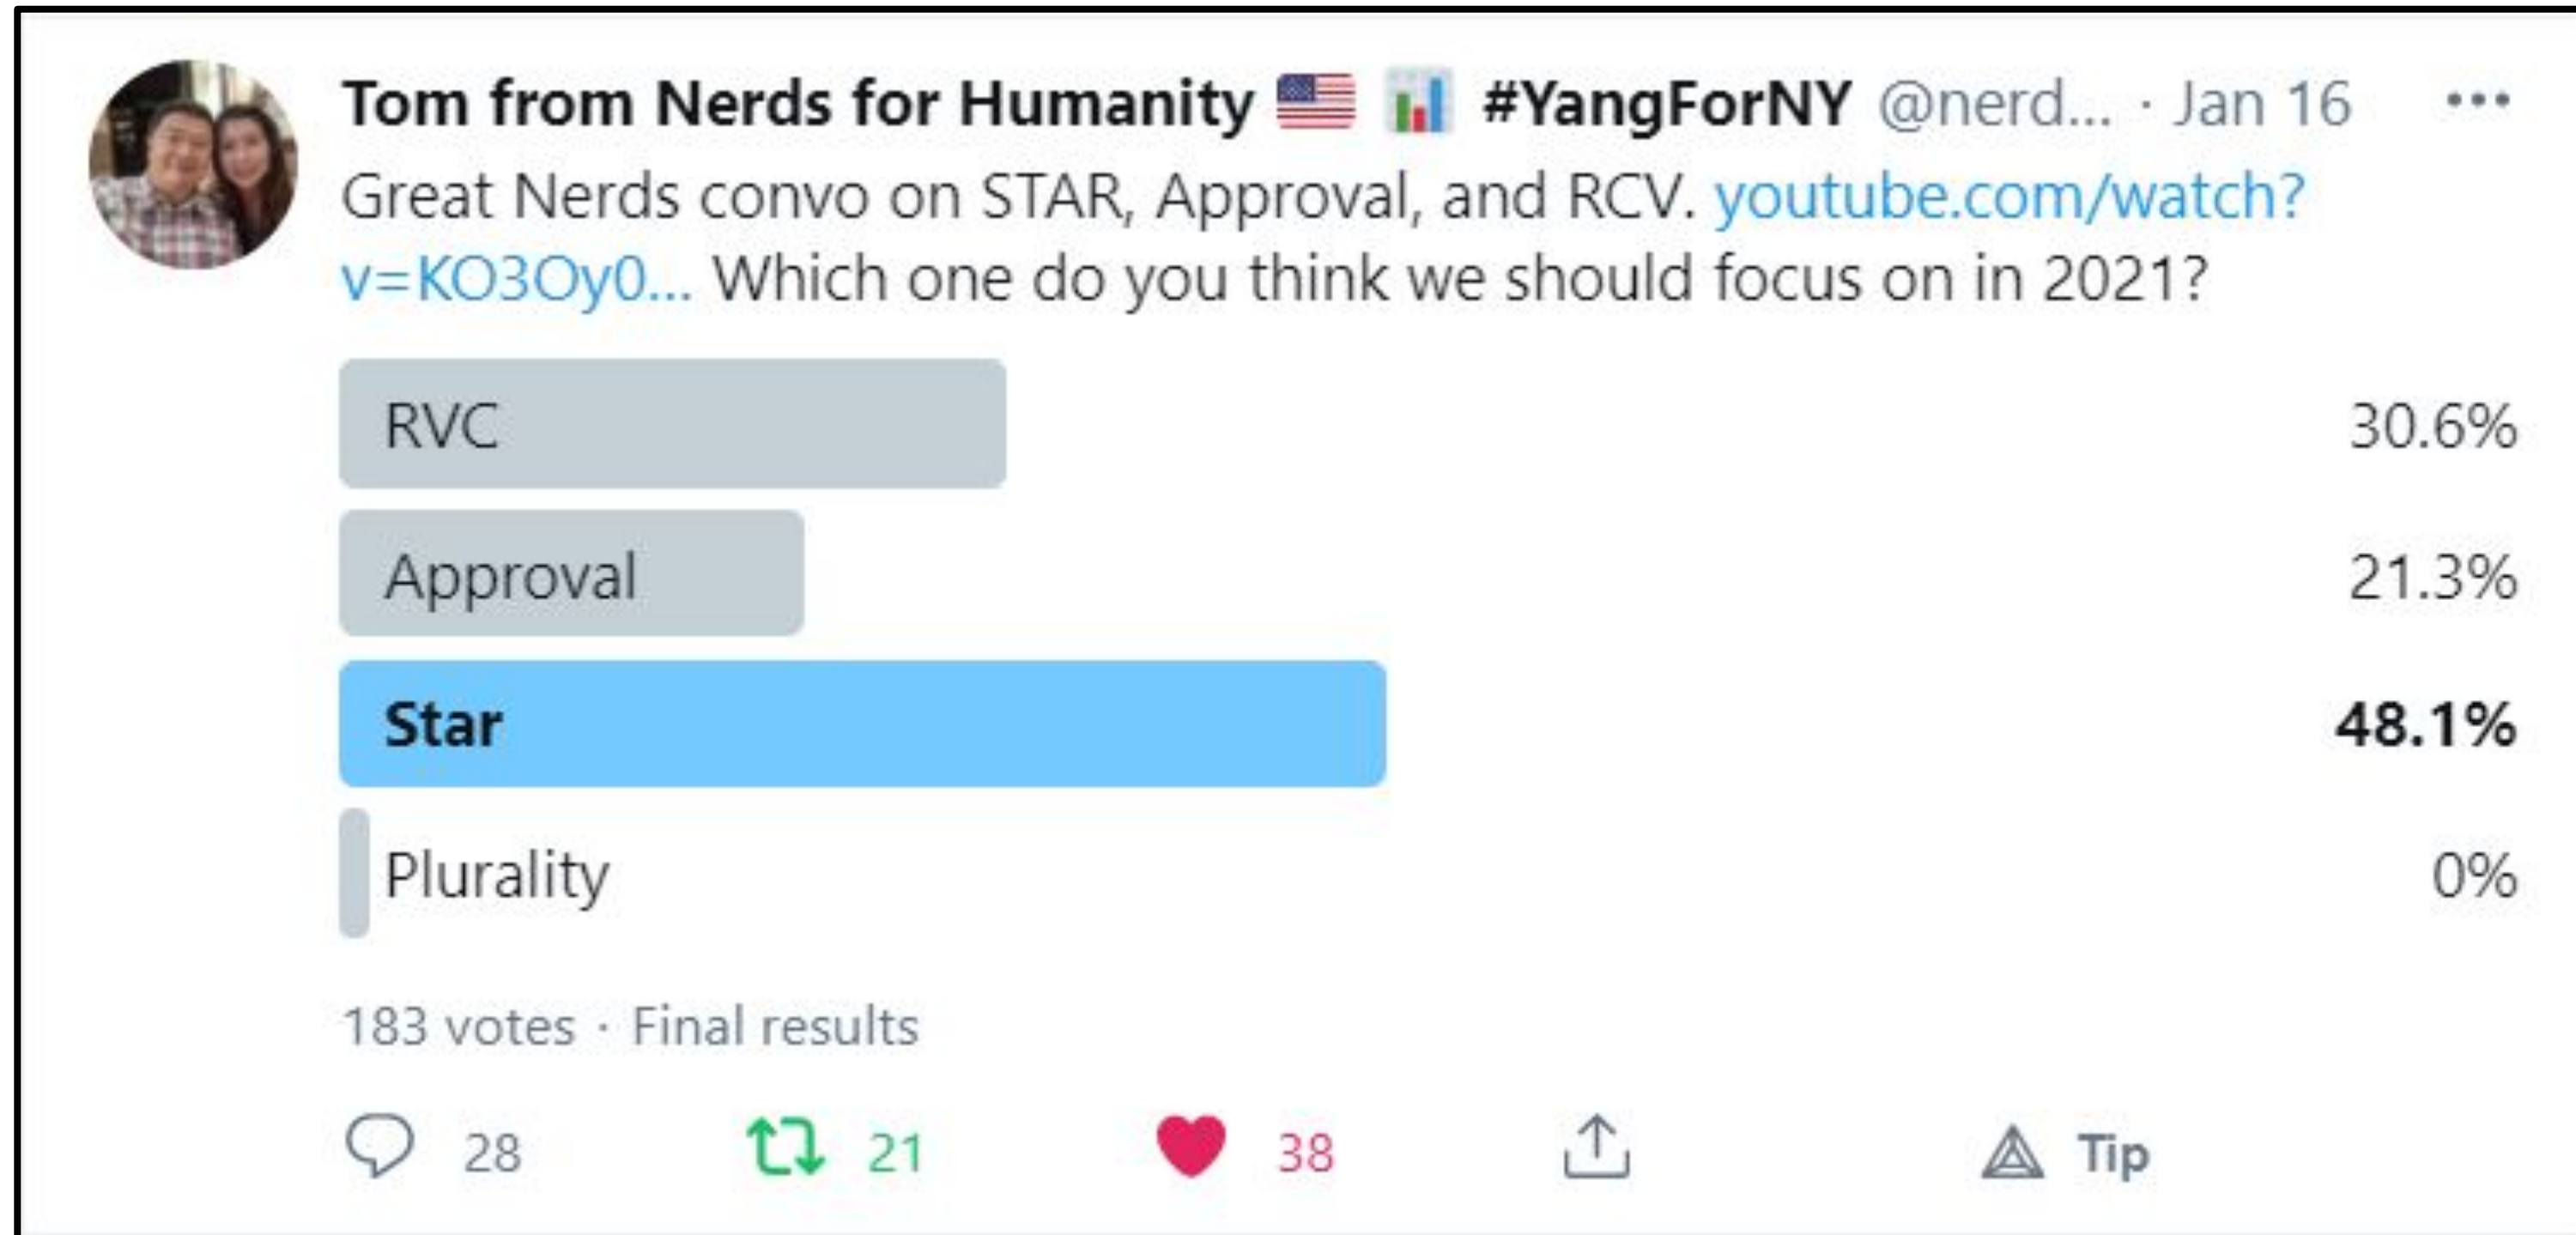 Tom from Nerds for Humanity 🇺🇸 📊 #YangForNY @nerd... · Jan 16 •••
Great Nerds convo on STAR, Approval, and RCV. youtube.com/watch?
v=KO3Oy0... Which one do you think we should focus on in 2021?
RVC 30.6%
Approval 21.3%
Star 48.1%
Plurality 0%
183 votes · Final results
28 21 38 Tip